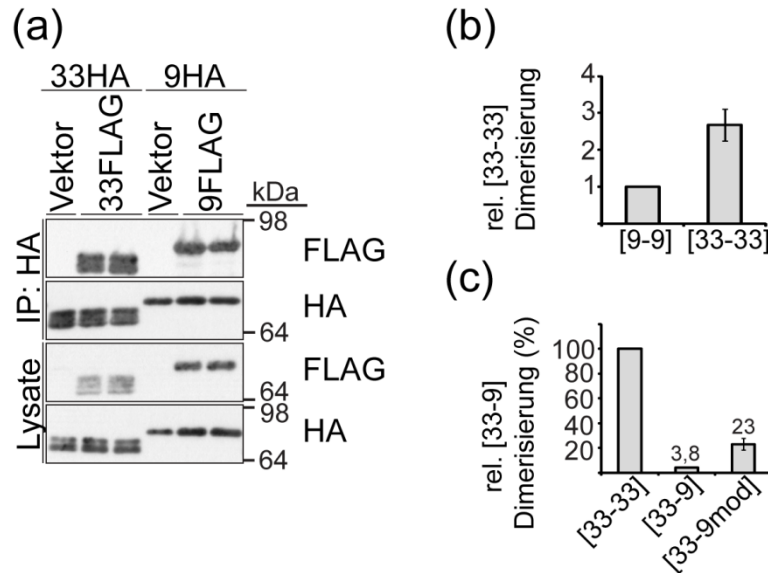 (a)
33HA 9HA
Vektor
33FLAG
Vektor
9FLAG
kDa
98
IP: HA
FLAG
HA
64
Lysate
FLAG
64
98
HA
64
(b)
rel. [33-33]
Dimerisierung
4
3
2
1
[9-9] [33-33]
(c)
rel. [33-9]
Dimerisierung (%)
100
80
60
40
20
3,8
23
[33-33]
[33-9]
[33-9mod]